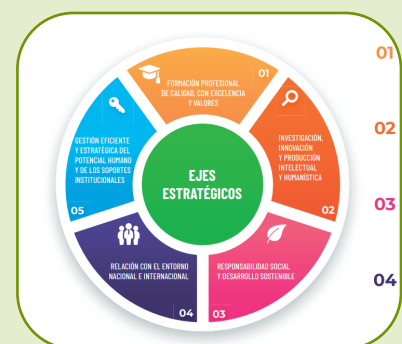 01
FORMACIÓN PROFESIONAL
DE CALIDAD, CON EXCELENCIA
Y VALORES
INVESTIGACIÓN,
INNOVACIÓN
Y PRODUCCIÓN
INTELECTUAL
Y HUMANÍSTICA
02
RESPONSABILIDAD SOCIAL
Y DESARROLLO SOSTENIBLE
03
RELACIÓN CON EL ENTORNO
NACIONAL E INTERNACIONAL
04
GESTIÓN EFICIENTE
Y ESTRATÉGICA DEL
POTENCIAL HUMANO
Y DE LOS SOPORTES
INSTITUCIONALES
05
EJES
ESTRATÉGICOS
01
02
03
04